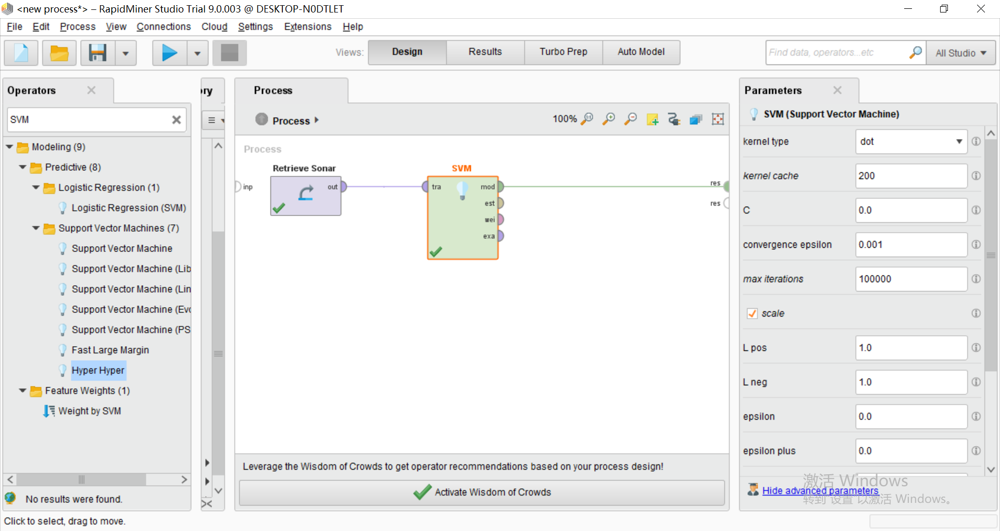 <new process*> – RapidMiner Studio Trial 9.0.003 @ DESKTOP-N0DTLET
File Edit Process View Connections Cloud Settings Extensions Help
Views: Design Results Turbo Prep Auto Model Find data, operators...etc All Studio
Operators
SVM
Modeling (9)
Predictive (8)
Logistic Regression (1)
Logistic Regression (SVM)
Support Vector Machines (7)
Support Vector Machine
Support Vector Machine (Lib
Support Vector Machine (Lin
Support Vector Machine (Evo
Support Vector Machine (PS
Fast Large Margin
Hyper Hyper
Feature Weights (1)
Weight by SVM
No results were found.
ory
Process
Process
100%
Process
Retrieve Sonar
inp
out
SVM
tra mod
est
wei
exa
res
res
Leverage the Wisdom of Crowds to get operator recommendations based on your process design!
Activate Wisdom of Crowds
Parameters
SVM (Support Vector Machine)
kernel type dot
kernel cache 200
C 0.0
convergence epsilon 0.001
max iterations 100000
scale
L pos 1.0
L neg 1.0
epsilon 0.0
epsilon plus 0.0
Hide advanced parameters
激活 Windows
转到"设置"以激活 Windows。
Click to select, drag to move.